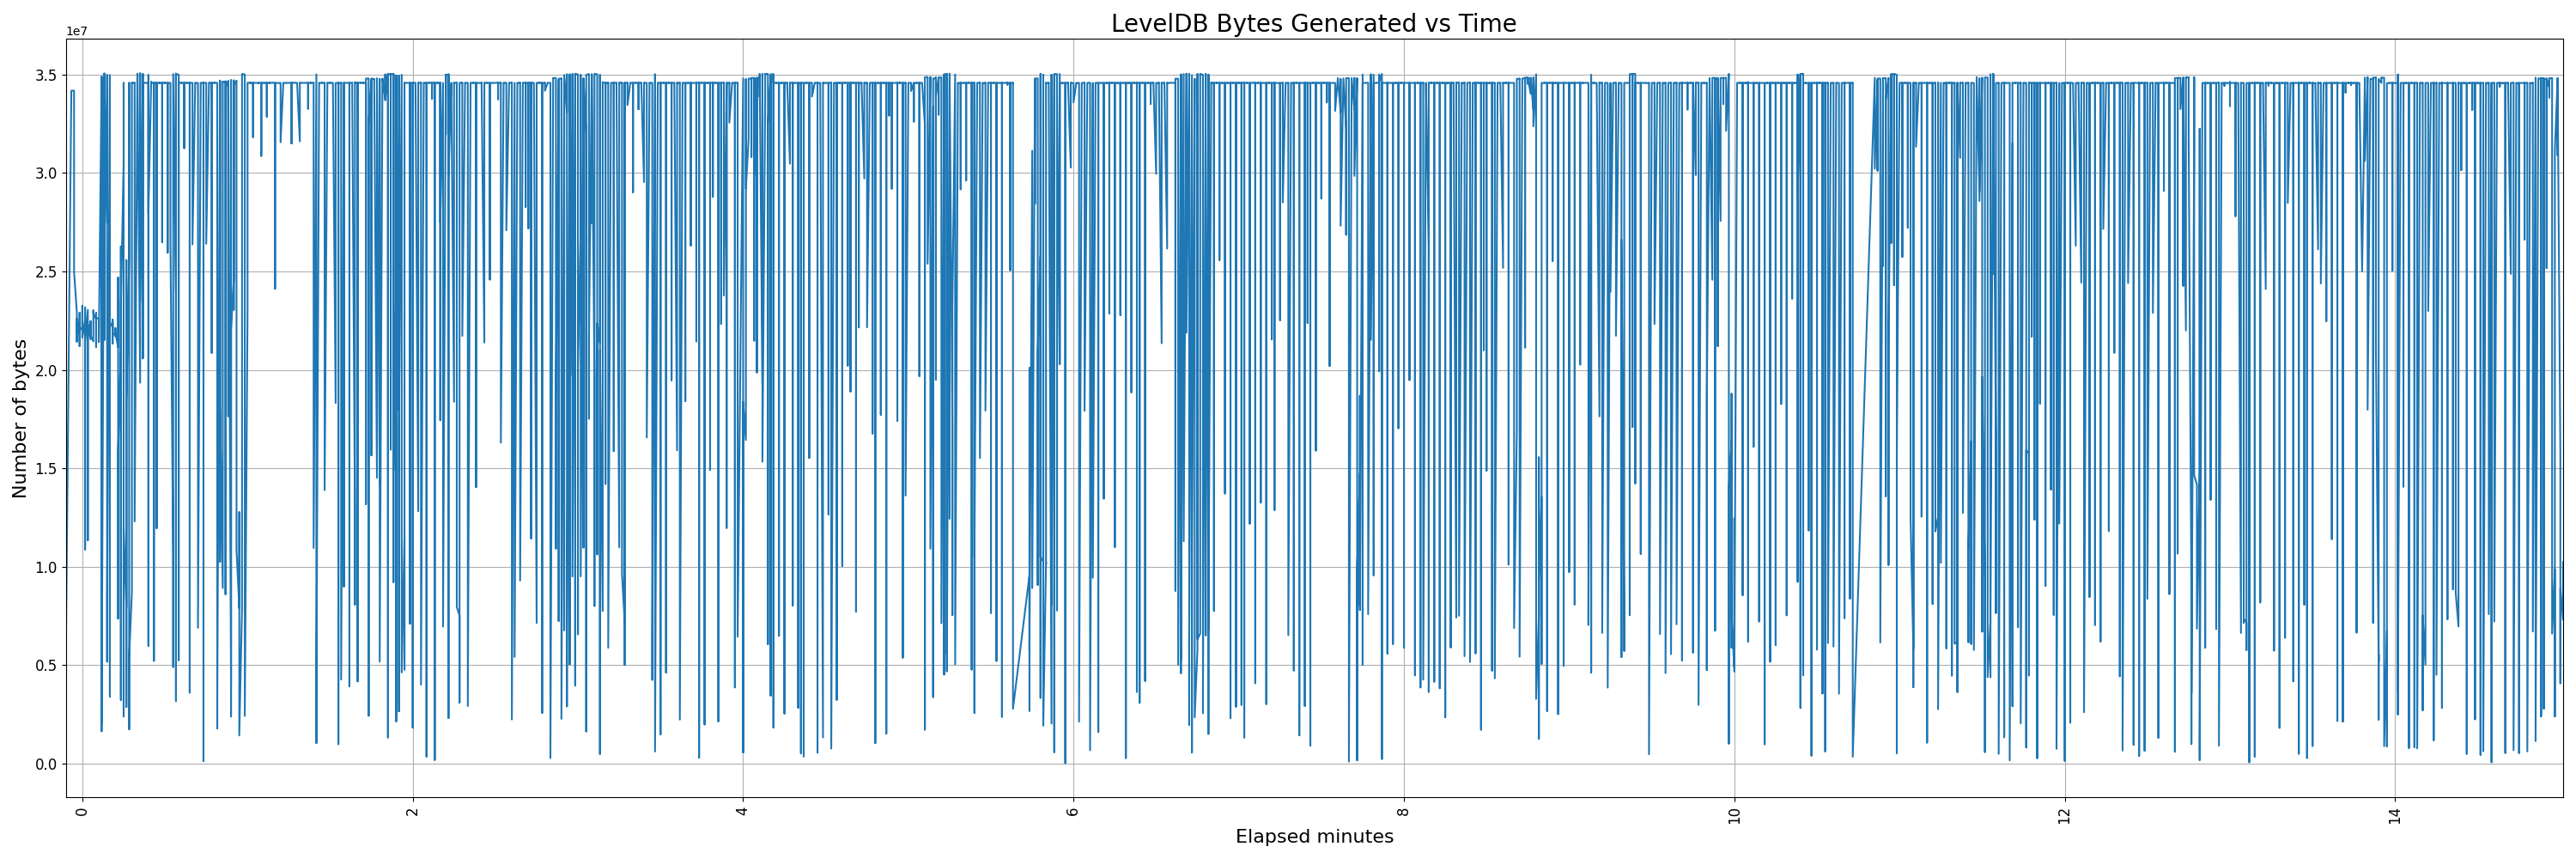 LevelDB Bytes Generated vs Time
1e7
3.5
3.0
2.5
2.0
1.5
1.0
0.5
0.0
Number of bytes
0 2 4 6 8 10 12 14
Elapsed minutes